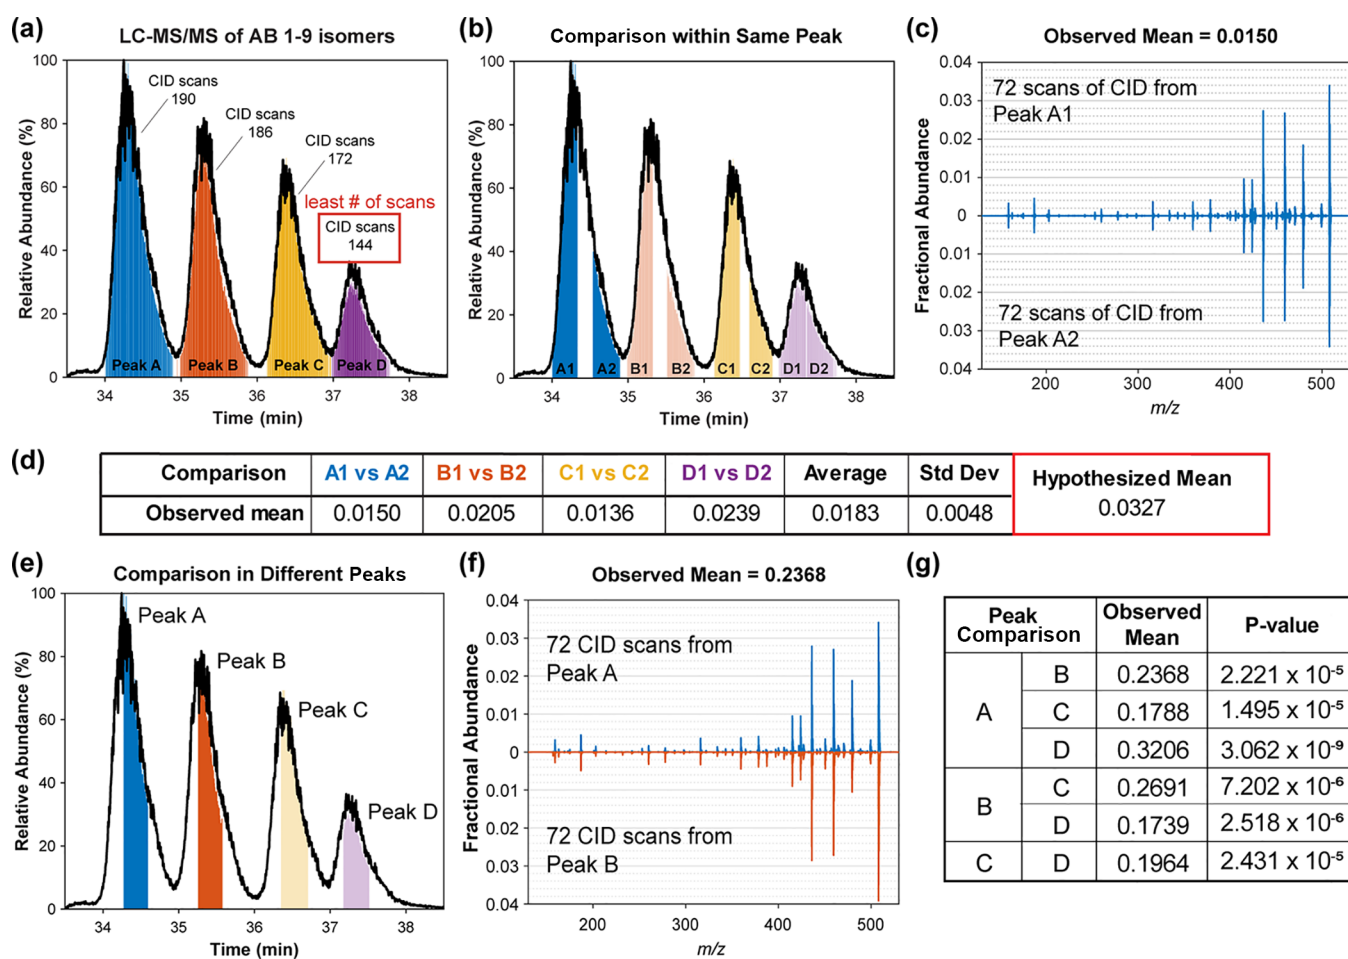 (a)
LC-MS/MS of AB 1-9 isomers
Relative Abundance (%)
100
80
60
40
20
0
CID scans
190
CID scans
186
CID scans
172
least # of scans
CID scans
144
Peak A
Peak B
Peak C
Peak D
34
35
36
37
38
Time (min)
(b)
Comparison within Same Peak
Relative Abundance (%)
100
80
60
40
20
0
A1
A2
B1
B2
C1
C2
D1
D2
34
35
36
37
38
Time (min)
(c)
Observed Mean = 0.0150
Fractional Abundance
0.04
0.03
0.02
0.01
0
0.01
0.02
0.03
0.04
72 scans of CID from
Peak A1
72 scans of CID from
Peak A2
200
300
400
500
m/z
(d)
Comparison A1 vs A2 B1 vs B2 C1 vs C2 D1 vs D2 Average Std Dev Hypothesized Mean
Observed mean 0.0150 0.0205 0.0136 0.0239 0.0183 0.0048 0.0327
(e)
Comparison in Different Peaks
Relative Abundance (%)
100
80
60
40
20
0
Peak A
Peak B
Peak C
Peak D
34
35
36
37
38
Time (min)
(f)
Observed Mean = 0.2368
Fractional Abundance
0.04
0.03
0.02
0.01
0
0.01
0.02
0.03
0.04
72 CID scans from
Peak A
72 CID scans from
Peak B
200
300
400
500
m/z
(g)
Peak Comparison Observed Mean P-value
A B 0.2368 2.221 x 10⁻⁵
C 0.1788 1.495 x 10⁻⁵
D 0.3206 3.062 x 10⁻⁹
B C 0.2691 7.202 x 10⁻⁶
D 0.1739 2.518 x 10⁻⁶
C D 0.1964 2.431 x 10⁻⁵